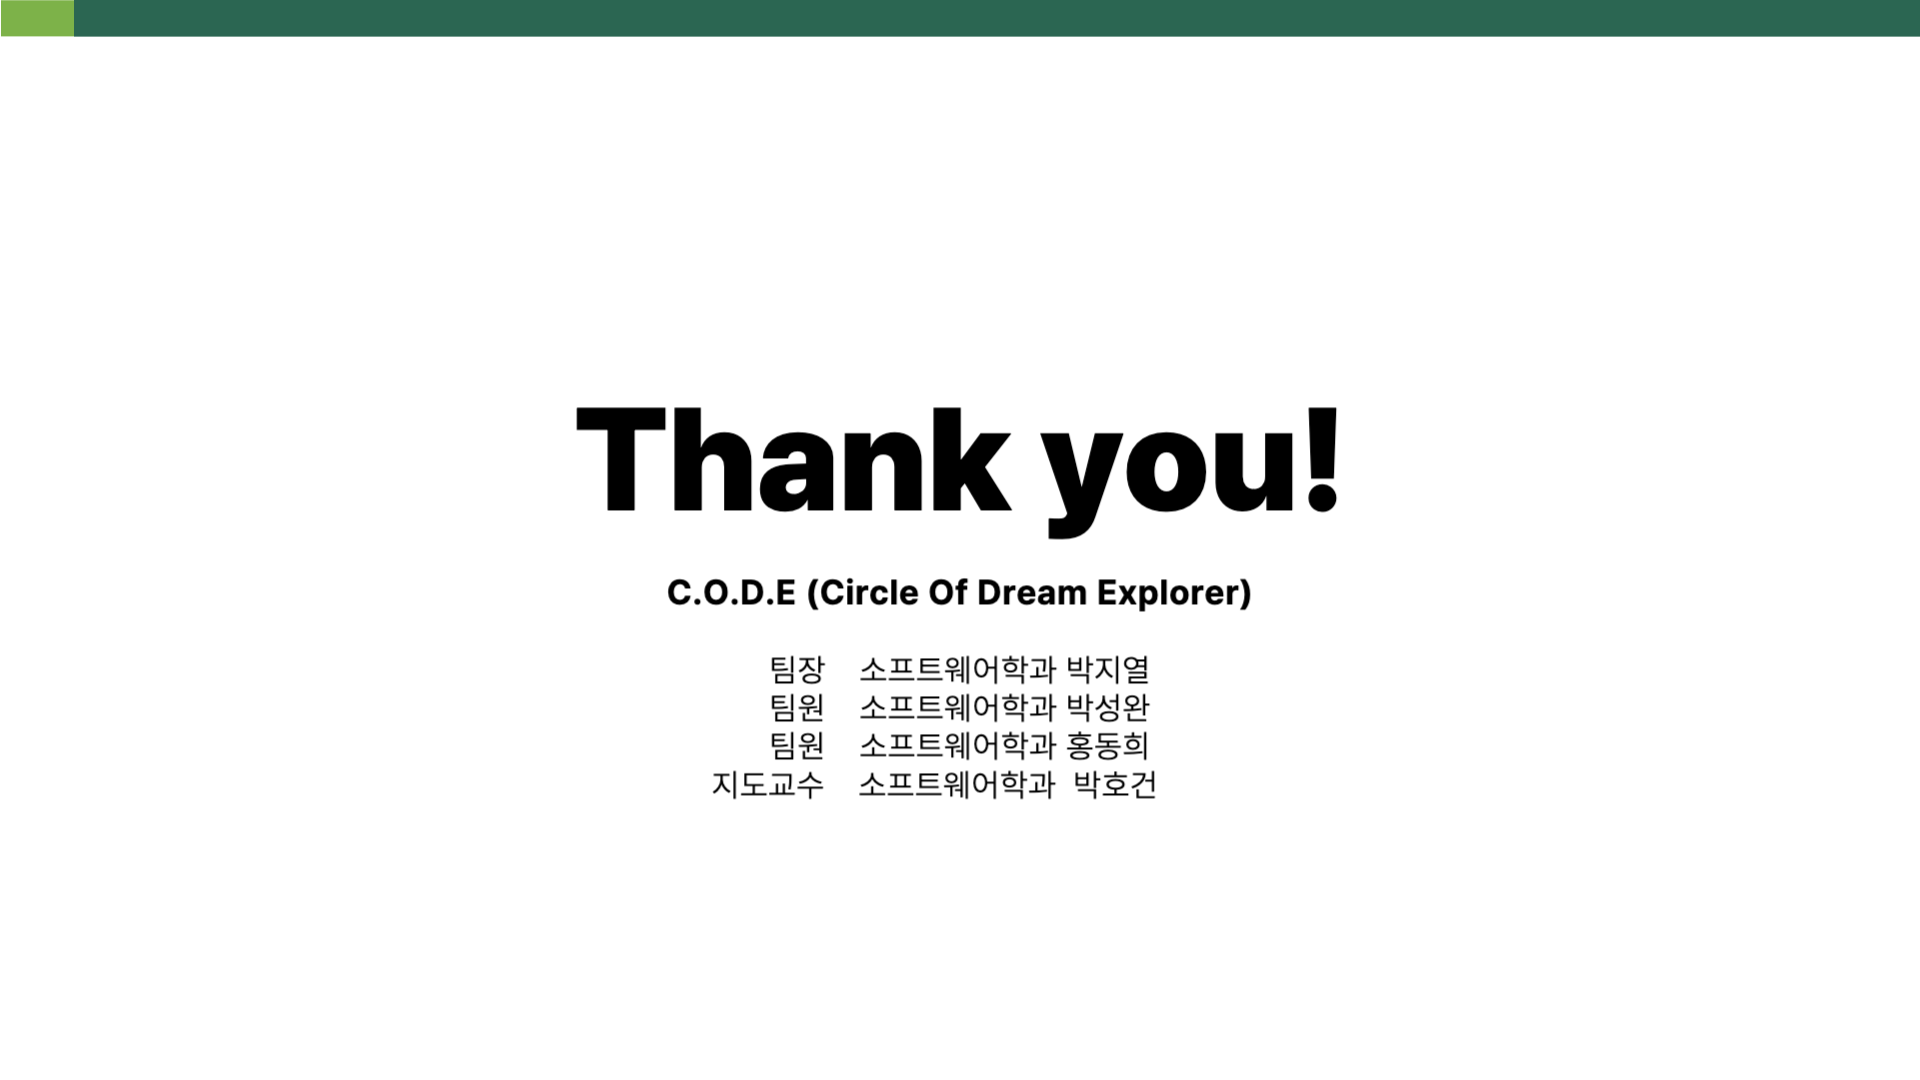 Thank you!
C.O.D.E (Circle Of Dream Explorer)
팀장 소프트웨어학과 박지열
팀원 소프트웨어학과 박성완
팀원 소프트웨어학과 홍동희
지도교수 소프트웨어학과 박호건